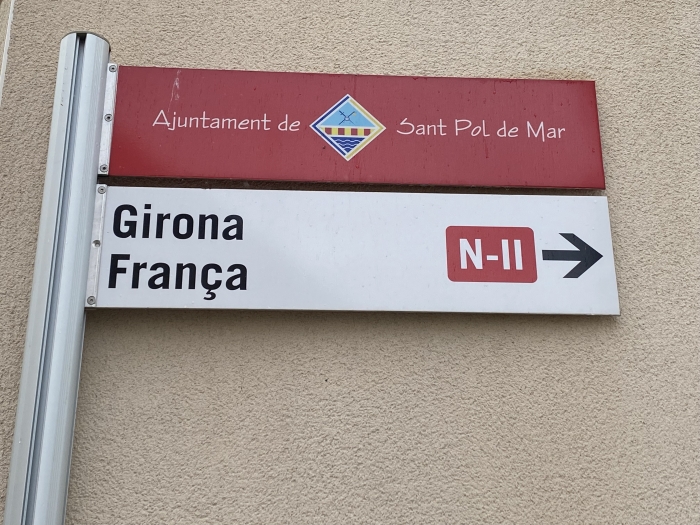 Ajuntament de Sant Pol de Mar
Girona
França
N-II